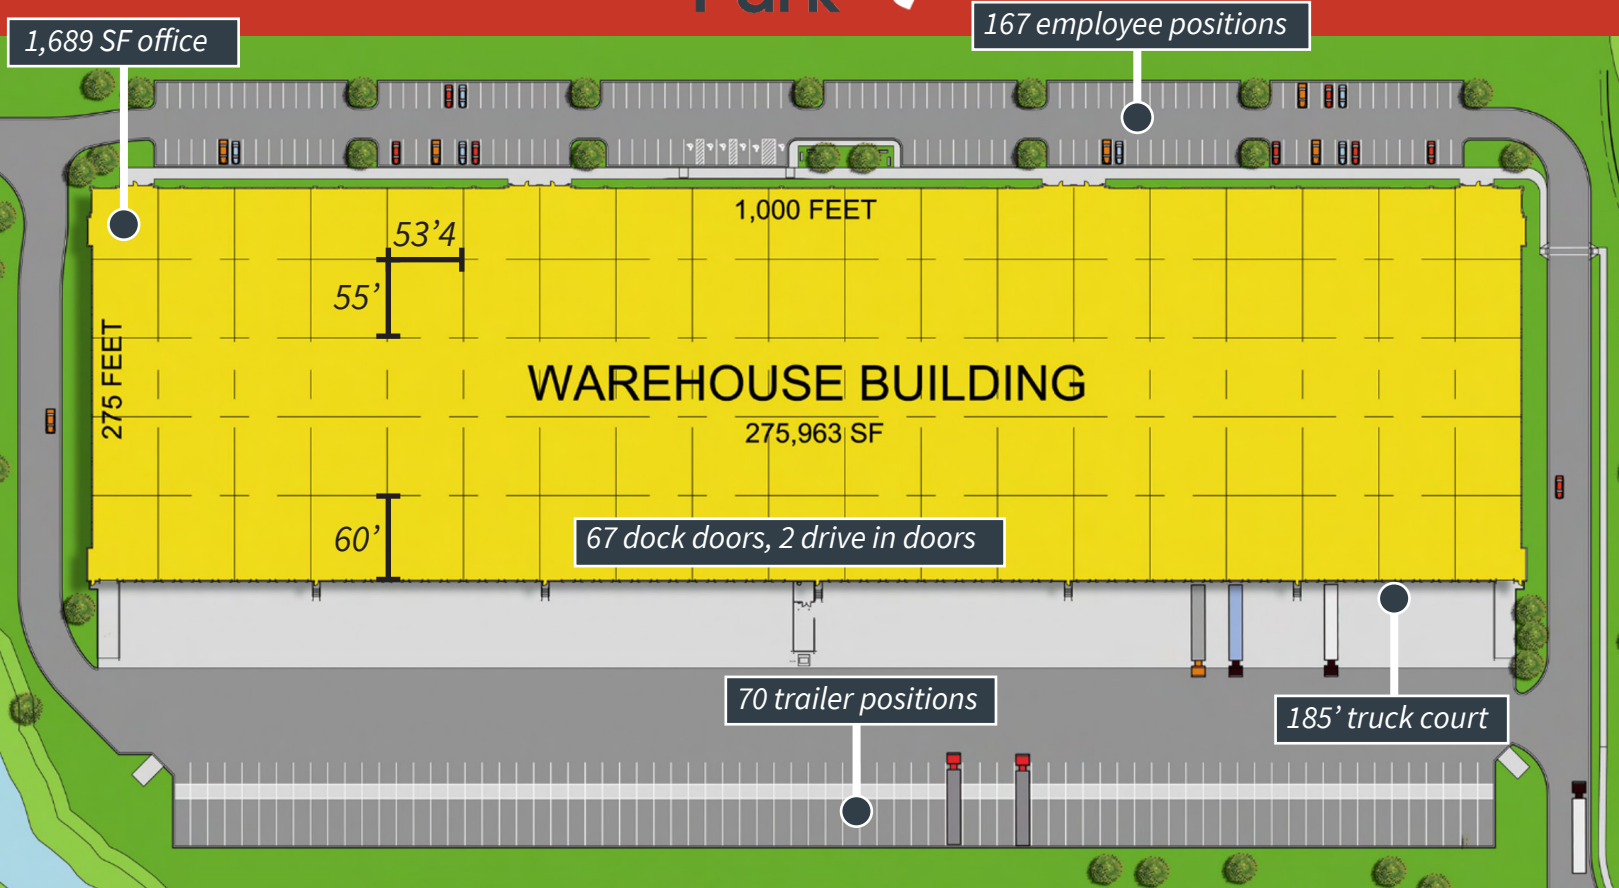 Park
1,689 SF office
167 employee positions
1,000 FEET
53’4
55’
275 FEET
WAREHOUSE BUILDING
275,963 SF
60’
67 dock doors, 2 drive in doors
70 trailer positions
185’ truck court